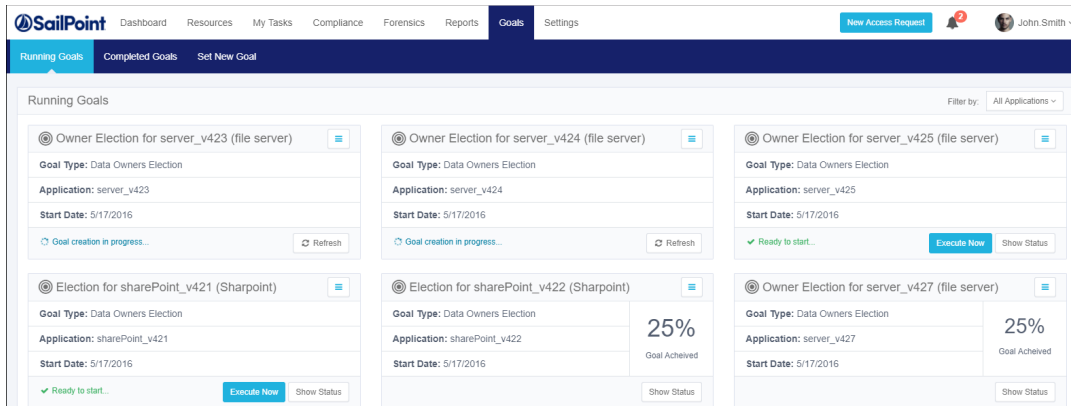 SailPoint Dashboard Resources My Tasks Compliance Forensics Reports Goals Settings New Access Request 2 John.Smith
Running Goals Completed Goals Set New Goal
Running Goals Filter by: All Applications
Owner Election for server_v423 (file server)
Goal Type: Data Owners Election
Application: server_v423
Start Date: 5/17/2016
Goal creation in progress... Refresh
Owner Election for server_v424 (file server)
Goal Type: Data Owners Election
Application: server_v424
Start Date: 5/17/2016
Goal creation in progress... Refresh
Owner Election for server_v425 (file server)
Goal Type: Data Owners Election
Application: server_v425
Start Date: 5/17/2016
Ready to start... Execute Now Show Status
Election for sharePoint_v421 (Sharpoint)
Goal Type: Data Owners Election
Application: sharePoint_v421
Start Date: 5/17/2016
Ready to start... Execute Now Show Status
Election for sharePoint_v422 (Sharpoint)
Goal Type: Data Owners Election
Application: sharePoint_v422
Start Date: 5/17/2016
25%
Goal Acheived
Show Status
Owner Election for server_v427 (file server)
Goal Type: Data Owners Election
Application: server_v427
Start Date: 5/17/2016
25%
Goal Acheived
Show Status